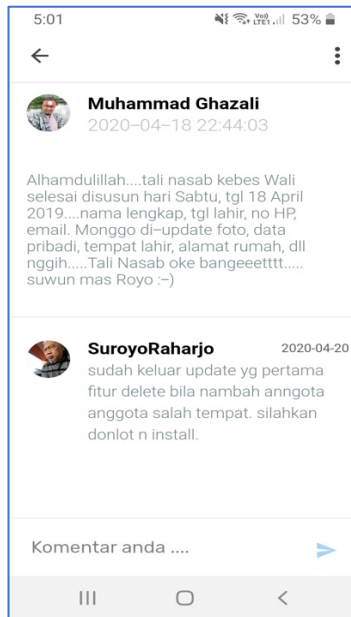 5:01 Vo)) LTE1 53%
Muhammad Ghazali
2020-04-18 22:44:03
Alhamdulillah....tali nasab kebes Wali
selesai disusun hari Sabtu, tgl 18 April
2019....nama lengkap, tgl lahir, no HP,
email. Monggo di-update foto, data
pribadi, tempat lahir, alamat rumah, dll
nggih.....Tali Nasab oke bangeeetttt.....
suwun mas Royo :-)
SuroyoRaharjo 2020-04-20
sudah keluar update yg pertama
fitur delete bila nambah anngota
anggota salah tempat. silahkan
donlot n install.
Komentar anda ....